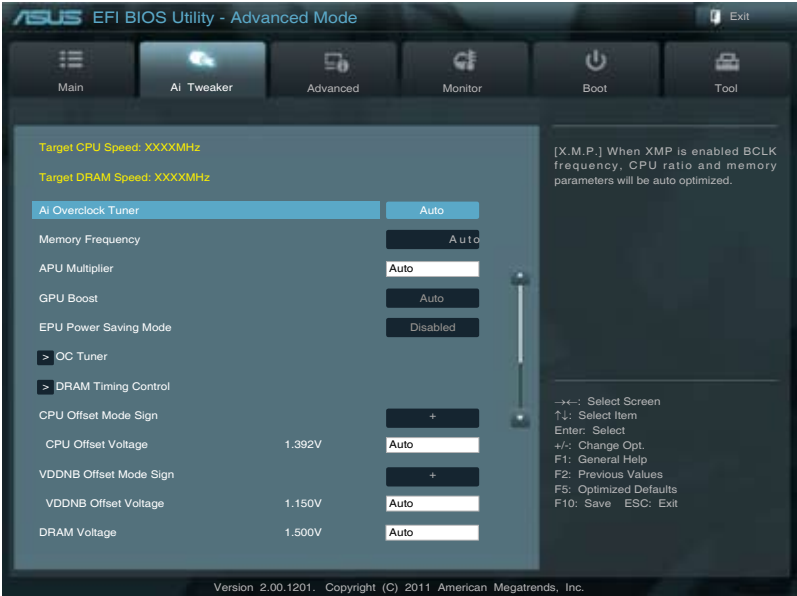 ASUS EFI BIOS Utility - Advanced Mode
Exit
Main
Ai Tweaker
Advanced
Monitor
Boot
Tool
Target CPU Speed: XXXXMHz
Target DRAM Speed: XXXXMHz
Ai Overclock Tuner Auto
Memory Frequency Auto
APU Multiplier Auto
GPU Boost Auto
EPU Power Saving Mode Disabled
> OC Tuner
> DRAM Timing Control
CPU Offset Mode Sign +
CPU Offset Voltage 1.392V Auto
VDDNB Offset Mode Sign +
VDDNB Offset Voltage 1.150V Auto
DRAM Voltage 1.500V Auto
[X.M.P.] When XMP is enabled BCLK
frequency, CPU ratio and memory
parameters will be auto optimized.
→←: Select Screen
↑↓: Select Item
Enter: Select
+/-: Change Opt.
F1: General Help
F2: Previous Values
F5: Optimized Defaults
F10: Save ESC: Exit
Version 2.00.1201. Copyright (C) 2011 American Megatrends, Inc.